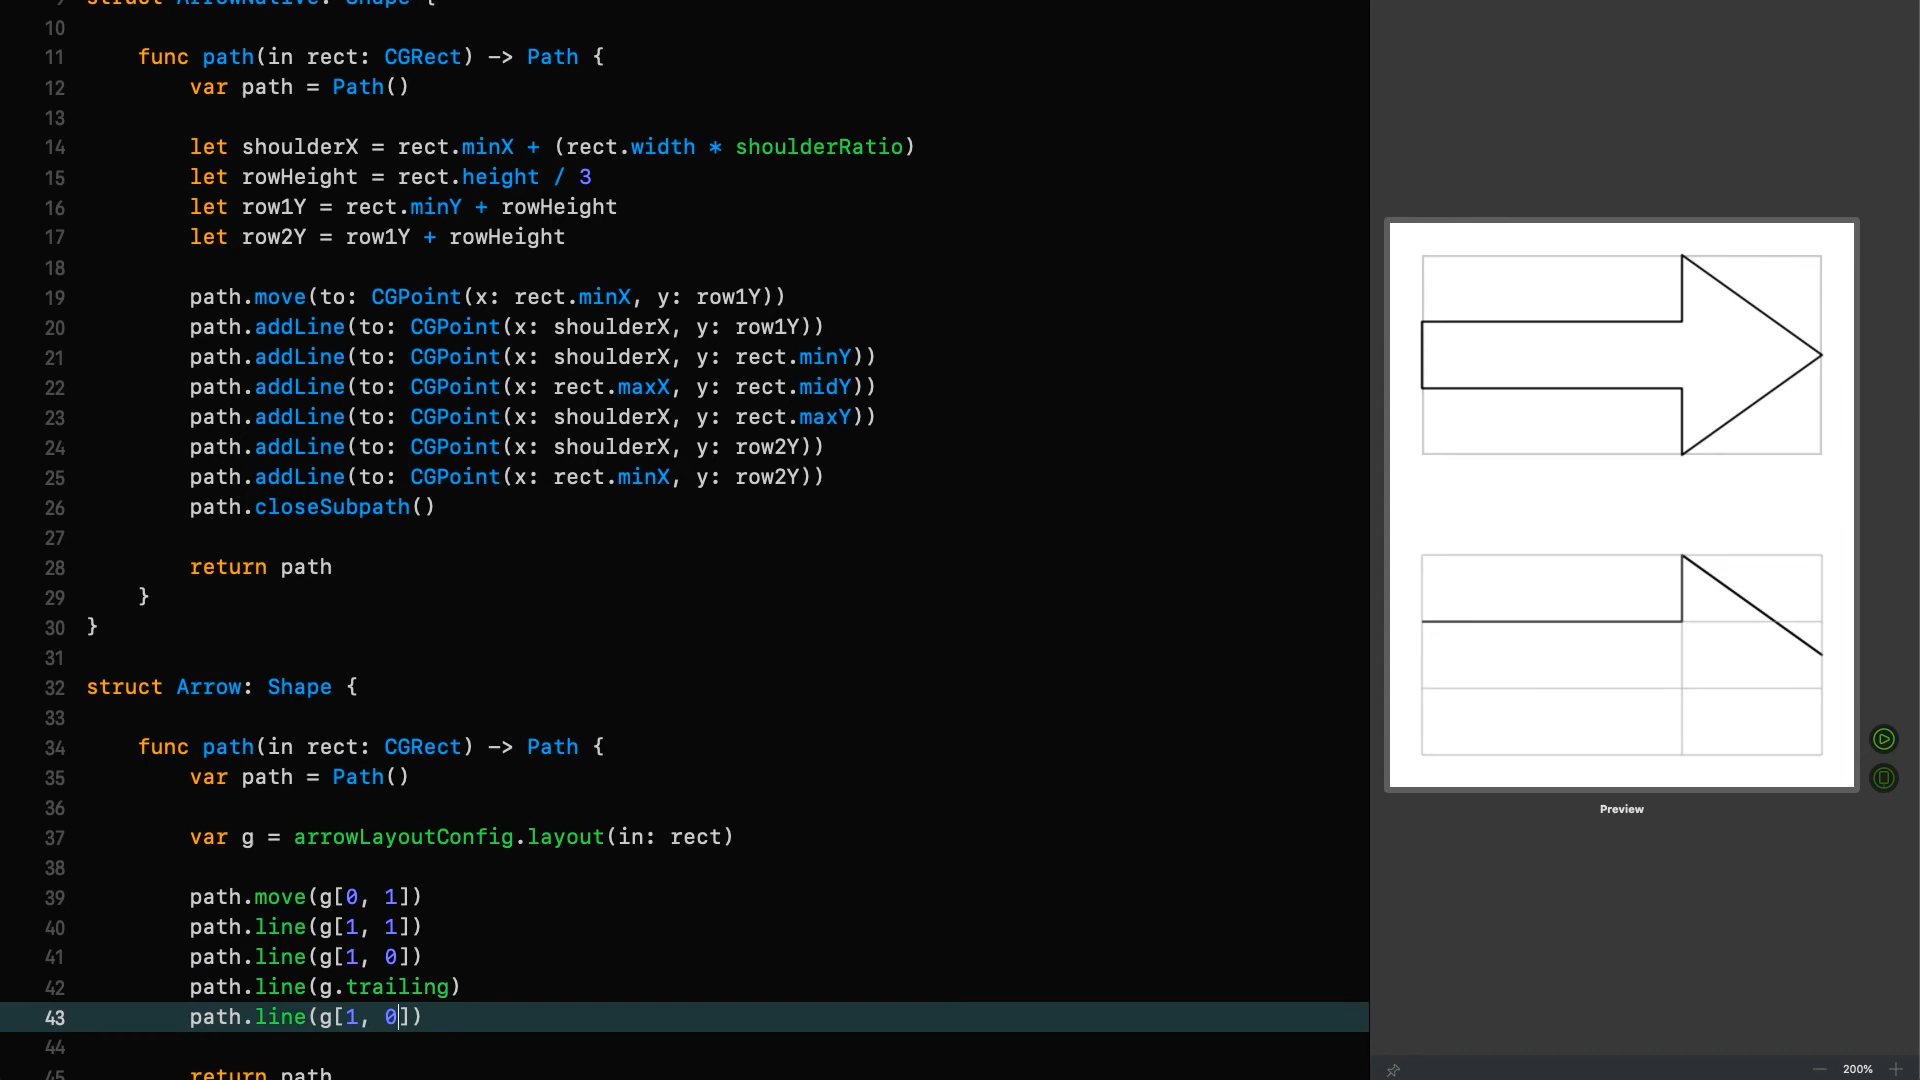 9 struct ArrowNative: Shape {
10
11 func path(in rect: CGRect) -> Path {
12 var path = Path()
13
14 let shoulderX = rect.minX + (rect.width * shoulderRatio)
15 let rowHeight = rect.height / 3
16 let row1Y = rect.minY + rowHeight
17 let row2Y = row1Y + rowHeight
18
19 path.move(to: CGPoint(x: rect.minX, y: row1Y))
20 path.addLine(to: CGPoint(x: shoulderX, y: row1Y))
21 path.addLine(to: CGPoint(x: shoulderX, y: rect.minY))
22 path.addLine(to: CGPoint(x: rect.maxX, y: rect.midY))
23 path.addLine(to: CGPoint(x: shoulderX, y: rect.maxY))
24 path.addLine(to: CGPoint(x: shoulderX, y: row2Y))
25 path.addLine(to: CGPoint(x: rect.minX, y: row2Y))
26 path.closeSubpath()
27
28 return path
29 }
30 }
31
32 struct Arrow: Shape {
33
34 func path(in rect: CGRect) -> Path {
35 var path = Path()
36
37 var g = arrowLayoutConfig.layout(in: rect)
38
39 path.move(g[0, 1])
40 path.line(g[1, 1])
41 path.line(g[1, 0])
42 path.line(g.trailing)
43 path.line(g[1, 0])
44
45 return path
Preview
200%